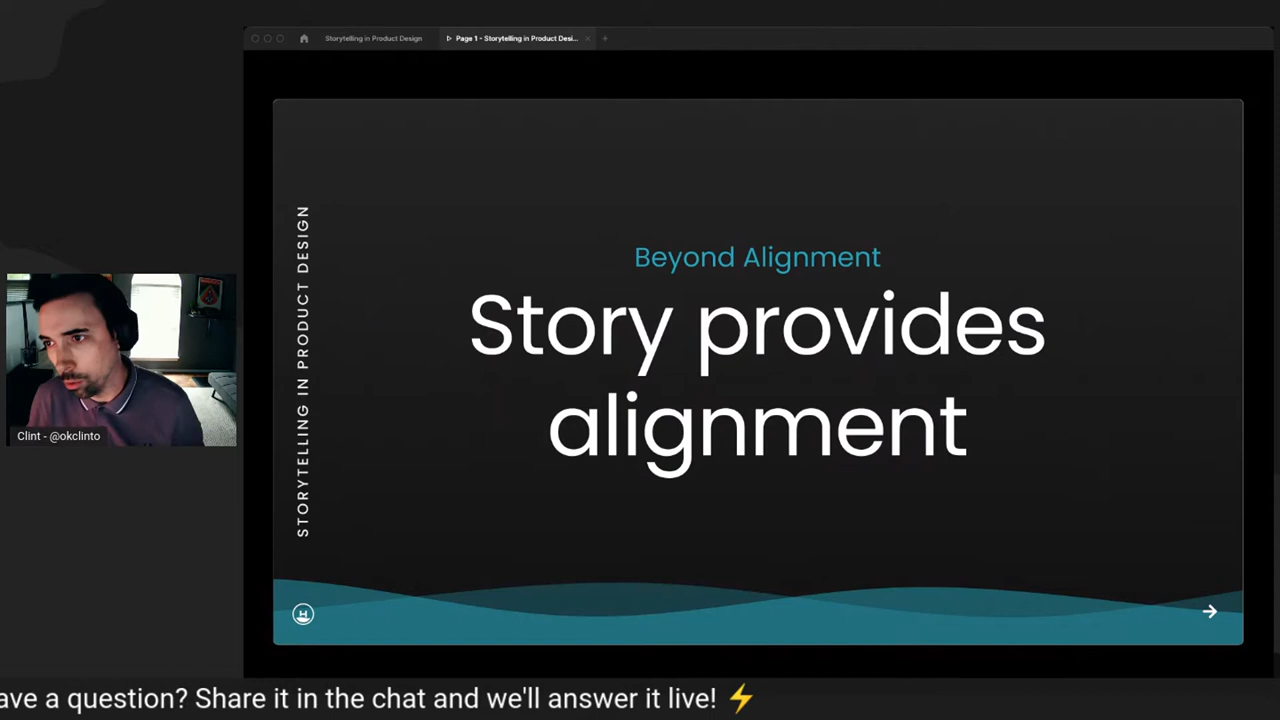 Storytelling in Product Design
Page 1 - Storytelling in Product Desi...
STORYTELLING IN PRODUCT DESIGN
Beyond Alignment
Story provides
alignment
Clint - @okclinto
ave a question? Share it in the chat and we'll answer it live! ⚡